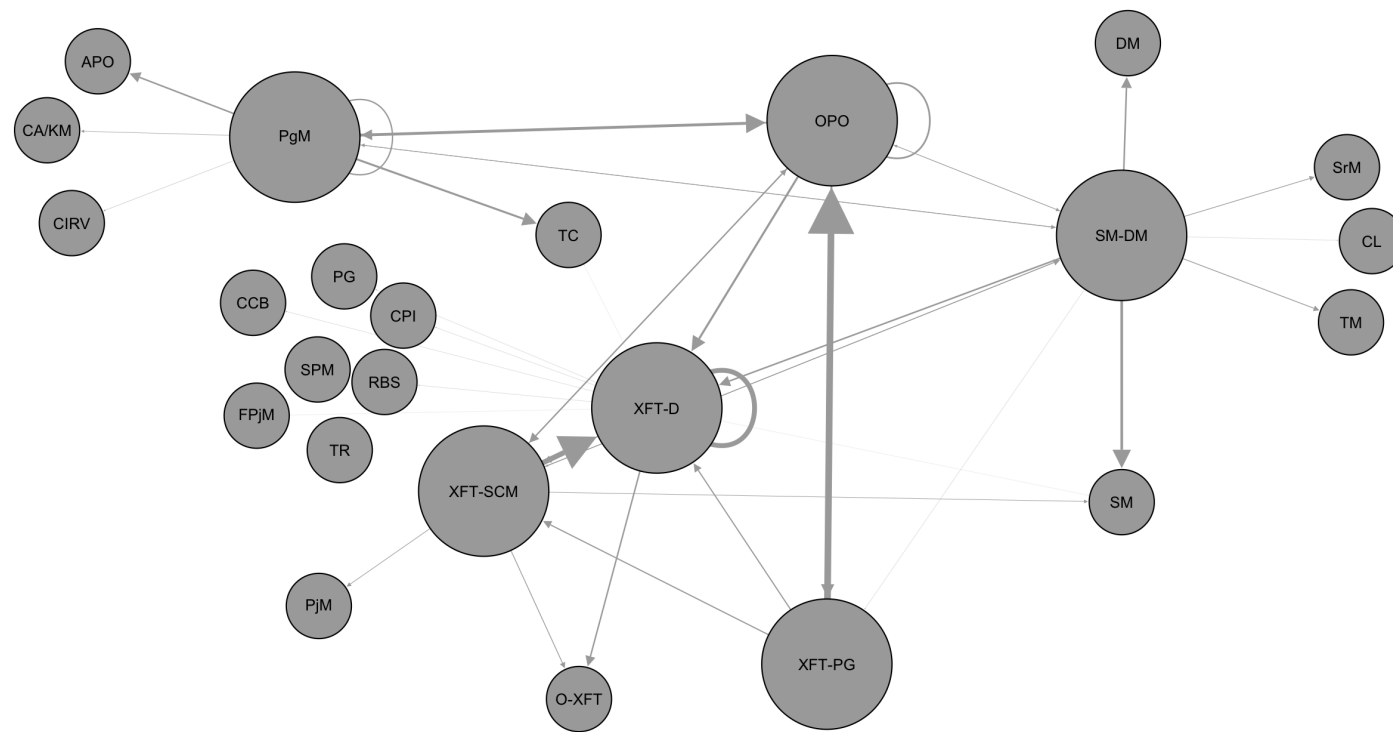 DM
APO
OPO
CA/KM
PgM
SrM
CIRV
TC
SM-DM
CL
PG
CCB
CPI
TM
SPM
RBS
XFT-D
FPjM
TR
XFT-SCM
SM
PjM
XFT-PG
O-XFT